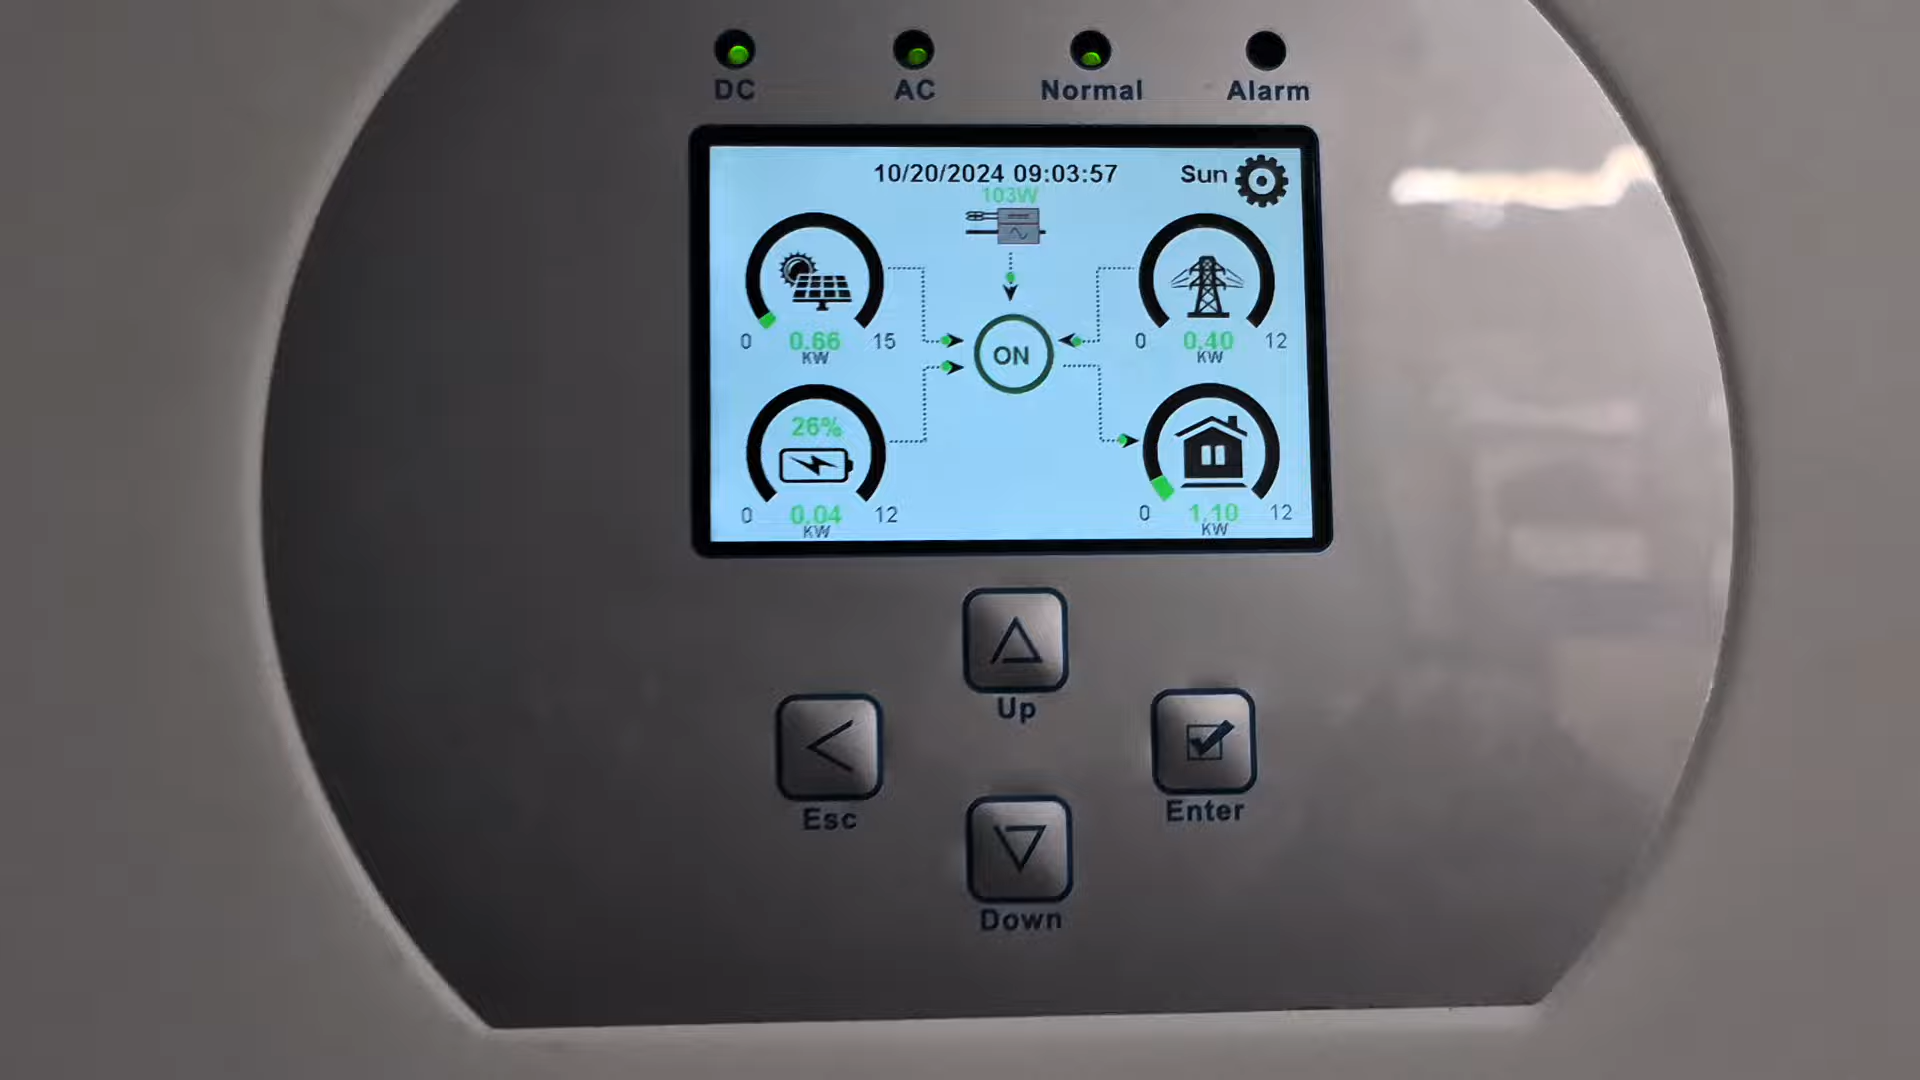 DC AC Normal Alarm
10/20/2024 09:03:57 Sun
103W
0 0.66 15
KW
0 0.40 12
KW
ON
26%
0 0.04 12
KW
0 1.10 12
KW
Up
Esc
Enter
Down